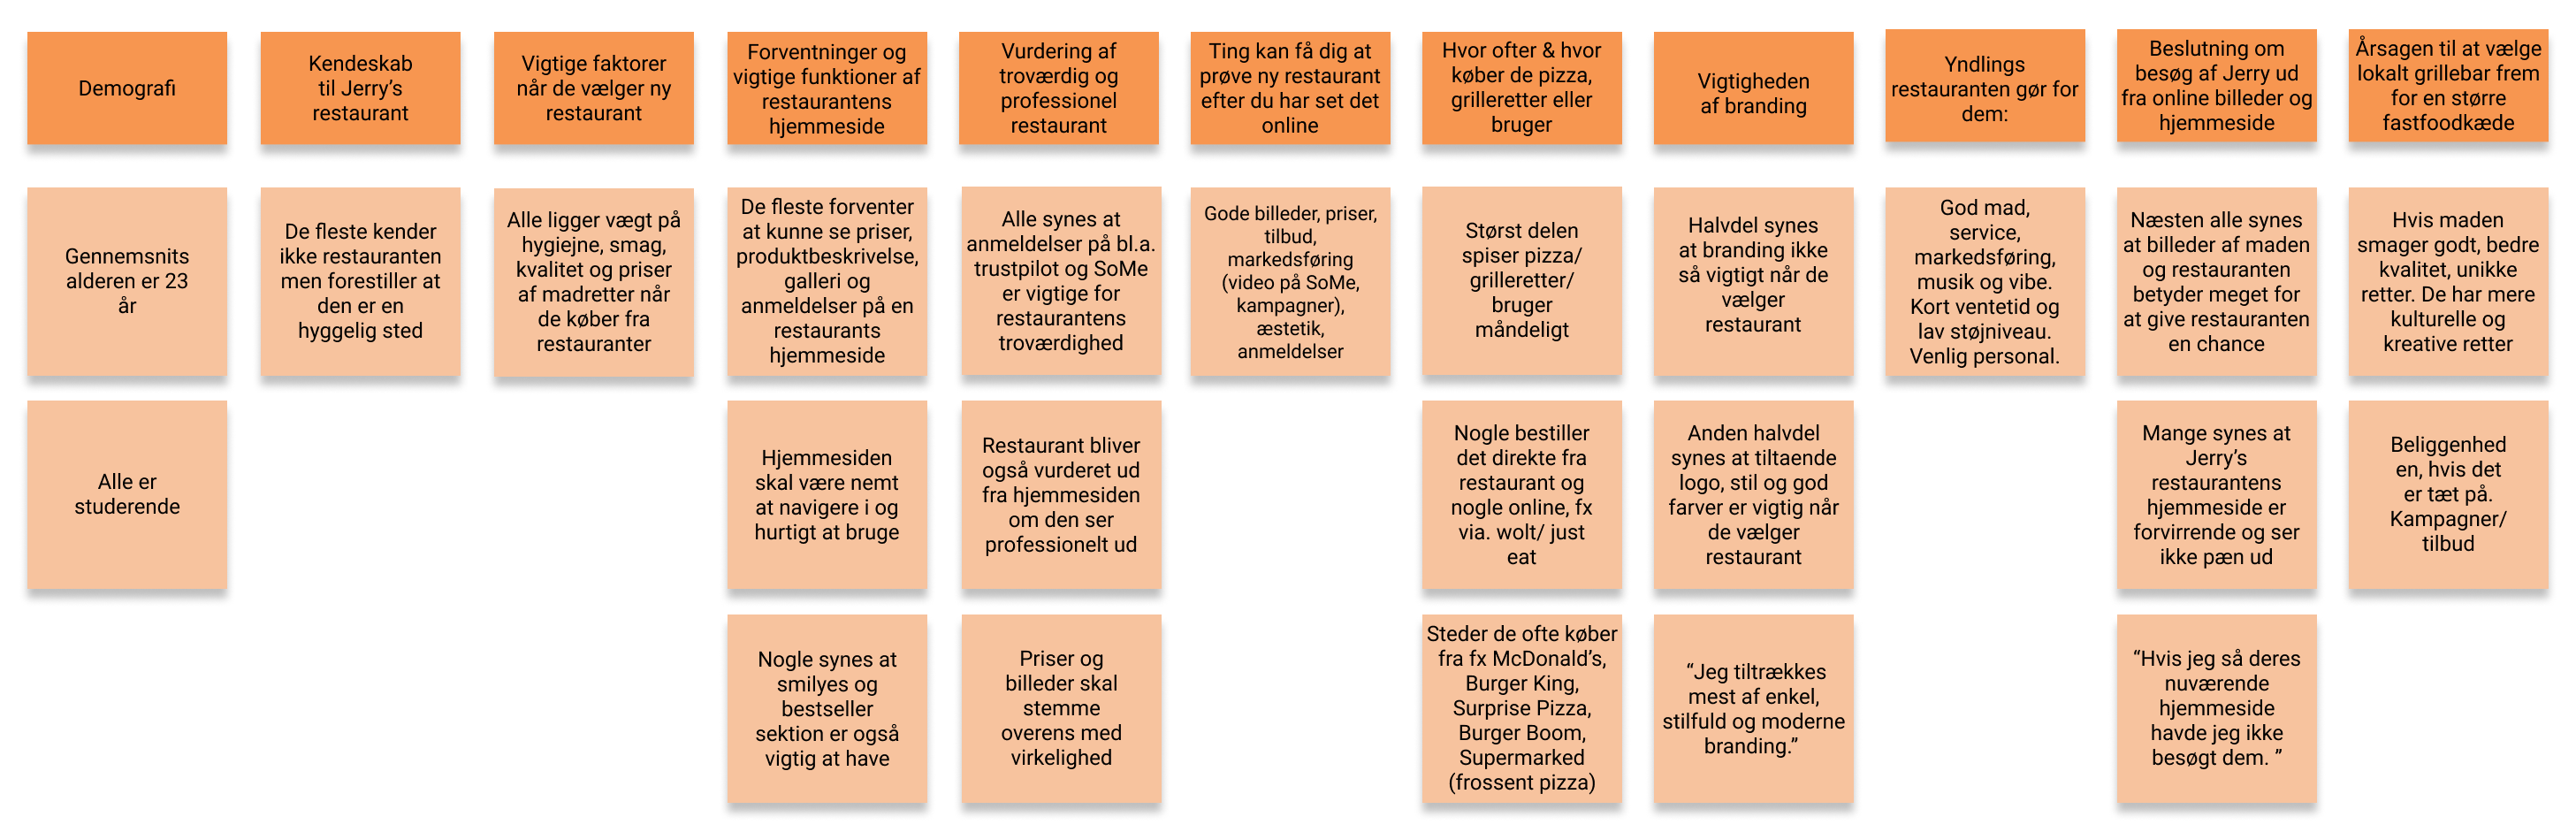 Demografi
Kendeskab
til Jerry's
restaurant
Vigtige faktorer
når de vælger ny
restaurant
Forventninger og
vigtige funktioner af
restaurantens
hjemmeside
Vurdering af
troværdig og
professionel
restaurant
Ting kan få dig at
prøve ny restaurant
efter du har set det
online
Hvor ofter & hvor
køber de pizza,
grilleretter eller
bruger
Vigtigheden
af branding
Yndlings
restauranten gør for
dem:
Beslutning om
besøg af Jerry ud
fra online billeder og
hjemmeside
Årsagen til at vælge
lokalt grillebar frem
for en større
fastfoodkæde
Gennemsnits
alderen er 23
år
De fleste kender
ikke restauranten
men forestiller at
den er en
hyggelig sted
Alle ligger vægt på
hygiejne, smag,
kvalitet og priser
af madretter når
de køber fra
restauranter
De fleste forventer
at kunne se priser,
produktbeskrivelse,
galleri og
anmeldelser på en
restaurants
hjemmeside
Alle synes at
anmeldelser på bl.a.
trustpilot og SoMe
er vigtige for
restaurantens
troværdighed
Gode billeder, priser,
tilbud,
markedsføring
(video på SoMe,
kampagner),
æstetik,
anmeldelser
Størst delen
spiser pizza/
grilleretter/
bruger
måndeligt
Halvdel synes
at branding ikke
så vigtigt når de
vælger
restaurant
God mad,
service,
markedsføring,
musik og vibe.
Kort ventetid og
lav støjniveau.
Venlig personal.
Næsten alle synes
at billeder af maden
og restauranten
betyder meget for
at give restauranten
en chance
Hvis maden
smager godt, bedre
kvalitet, unikke
retter. De har mere
kulturelle og
kreative retter
Alle er
studerende
Hjemmesiden
skal være nemt
at navigere i og
hurtigt at bruge
Restaurant bliver
også vurderet ud
fra hjemmesiden
om den ser
professionelt ud
Nogle bestiller
det direkte fra
restaurant og
nogle online, fx
via. wolt/ just
eat
Anden halvdel
synes at tiltaende
logo, stil og god
farver er vigtig når
de vælger
restaurant
Mange synes at
Jerry's
restaurantens
hjemmeside er
forvirrende og ser
ikke pæn ud
Beliggenhed
en, hvis det
er tæt på.
Kampagner/
tilbud
Nogle synes at
smilyes og
bestseller
sektion er også
vigtig at have
Priser og
billeder skal
stemme
overens med
virkelighed
Steder de ofte køber
fra fx McDonald's,
Burger King,
Surprise Pizza,
Burger Boom,
Supermarked
(frossent pizza)
“Jeg tiltrækkes
mest af enkel,
stilfuld og moderne
branding.”
“Hvis jeg så deres
nuværende
hjemmeside
havde jeg ikke
besøgt dem. ”